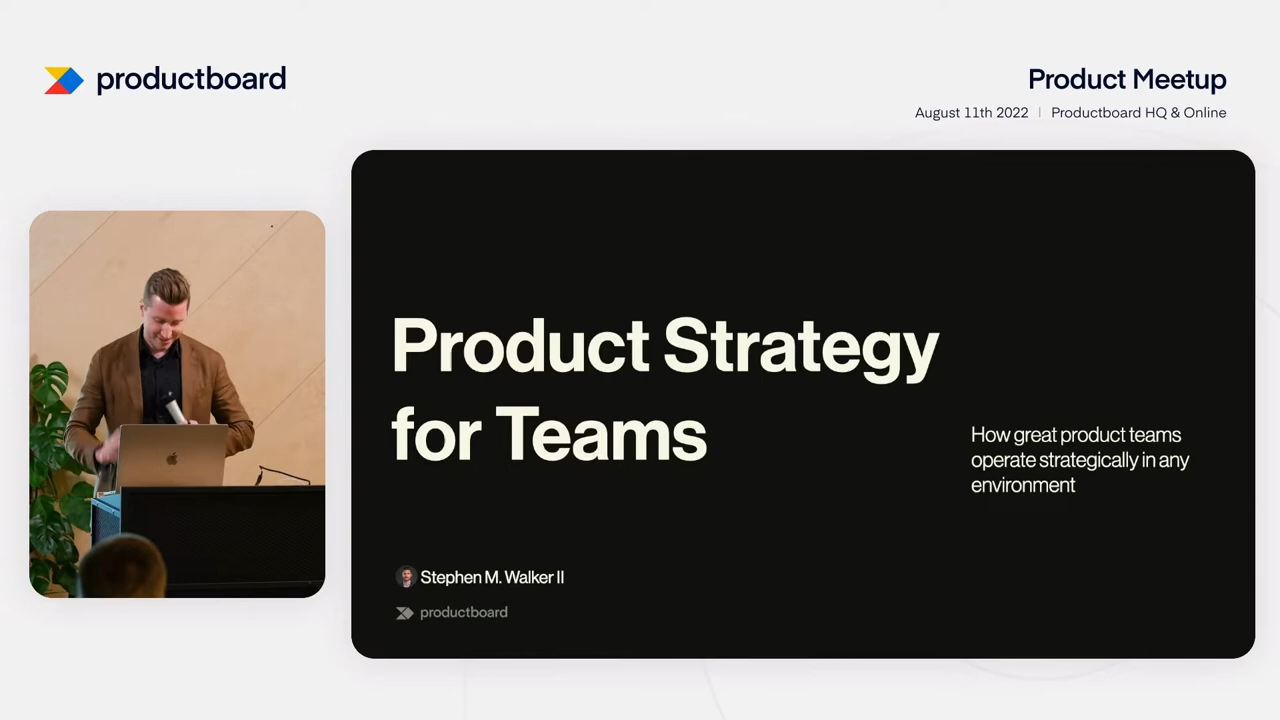 productboard
Product Meetup
August 11th 2022 | Productboard HQ & Online
Product Strategy
for Teams
How great product teams
operate strategically in any
environment
Stephen M. Walker II
productboard